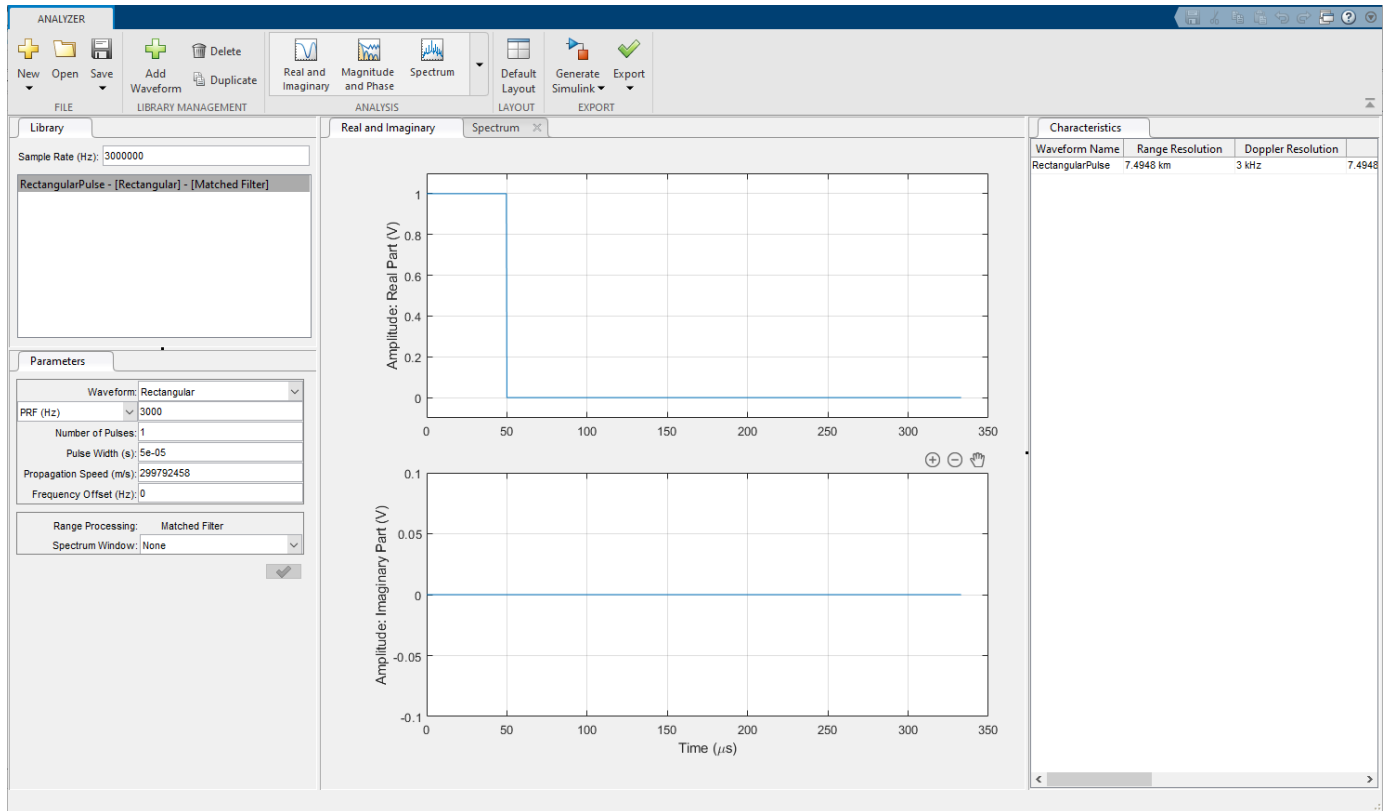 ANALYZER
New Open Save
FILE
Add Waveform
Delete
Duplicate
LIBRARY MANAGEMENT
Real and Imaginary
Magnitude and Phase
Spectrum
ANALYSIS
Default Layout
LAYOUT
Generate Simulink
Export
EXPORT
Library
Sample Rate (Hz): 3000000
RectangularPulse - [Rectangular] - [Matched Filter]
Parameters
Waveform: Rectangular
PRF (Hz) 3000
Number of Pulses: 1
Pulse Width (s): 5e-05
Propagation Speed (m/s): 299792458
Frequency Offset (Hz): 0
Range Processing: Matched Filter
Spectrum Window: None
Real and Imaginary Spectrum
Amplitude: Real Part (V)
1
0.8
0.6
0.4
0.2
0
0 50 100 150 200 250 300 350
Amplitude: Imaginary Part (V)
0.1
0.05
0
-0.05
-0.1
0 50 100 150 200 250 300 350
Time (μs)
Characteristics
Waveform Name Range Resolution Doppler Resolution
RectangularPulse 7.4948 km 3 kHz 7.4948